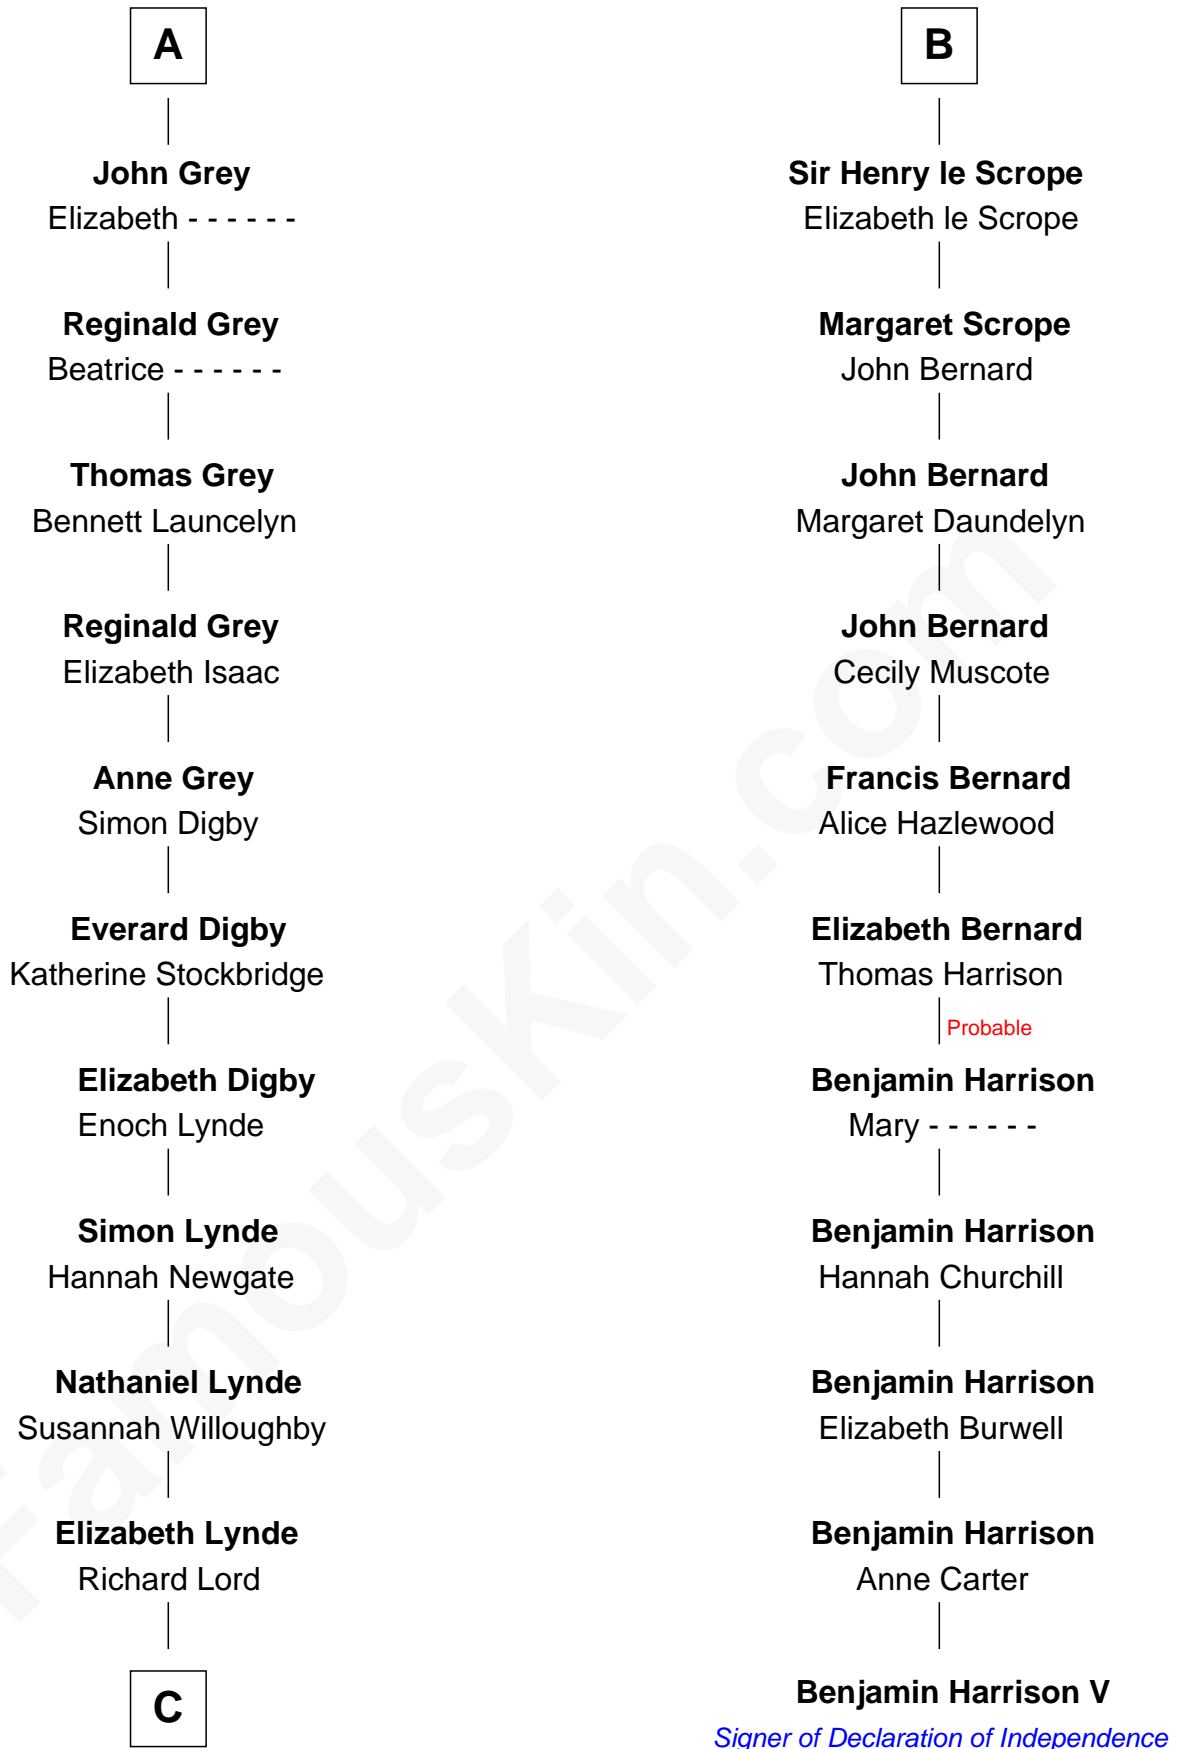 A
John Grey
Elizabeth - - - - - -
Reginald Grey
Beatrice - - - - - -
Thomas Grey
Bennett Launcelyn
Reginald Grey
Elizabeth Isaac
Anne Grey
Simon Digby
Everard Digby
Katherine Stockbridge
Elizabeth Digby
Enoch Lynde
Simon Lynde
Hannah Newgate
Nathaniel Lynde
Susannah Willoughby
Elizabeth Lynde
Richard Lord
C
B
Sir Henry le Scrope
Elizabeth le Scrope
Margaret Scrope
John Bernard
John Bernard
Margaret Daundelyn
John Bernard
Cecily Muscote
Francis Bernard
Alice Hazlewood
Elizabeth Bernard
Thomas Harrison
Probable
Benjamin Harrison
Mary - - - - - -
Benjamin Harrison
Hannah Churchill
Benjamin Harrison
Elizabeth Burwell
Benjamin Harrison
Anne Carter
Benjamin Harrison V
Signer of Declaration of Independence
FamousKin.com